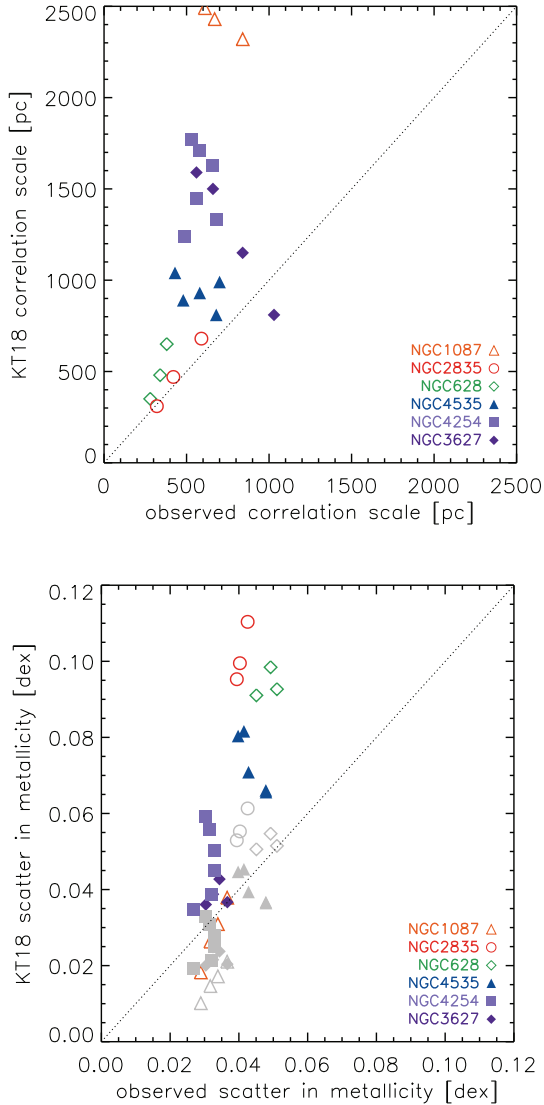 2500
2000
1500
1000
500
0
KT18 correlation scale [pc]
NGC1087
NGC2835
NGC628
NGC4535
NGC4254
NGC3627
0 500 1000 1500 2000 2500
observed correlation scale [pc]
0.12
0.10
0.08
0.06
0.04
0.02
0.00
KT18 scatter in metallicity [dex]
NGC1087
NGC2835
NGC628
NGC4535
NGC4254
NGC3627
0.00 0.02 0.04 0.06 0.08 0.10 0.12
observed scatter in metallicity [dex]